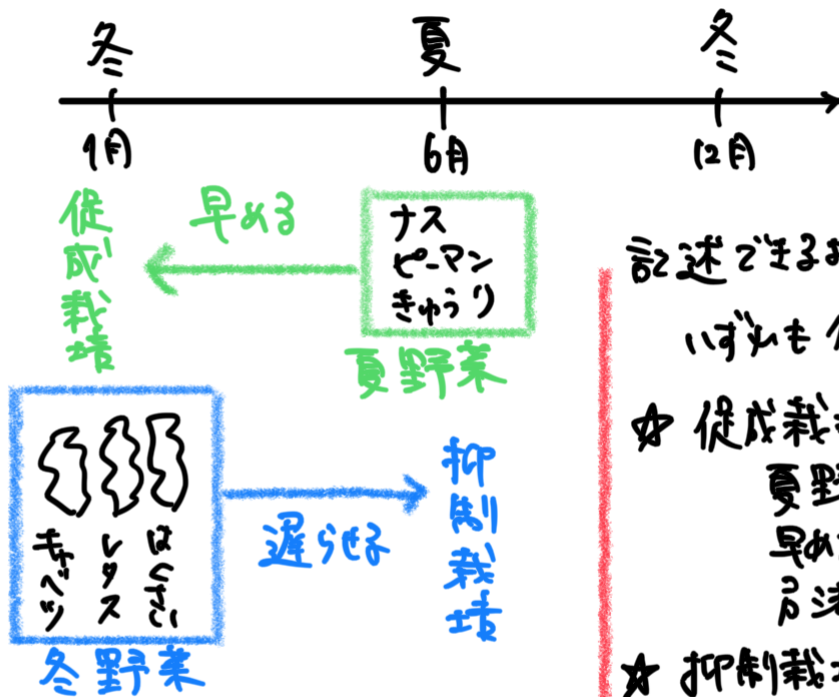 冬 夏 冬
1月 6月 12月
促成栽培
早める
ナス
ピーマン
きゅうり
夏野菜
キャベツ
レタス
はくさい
冬野菜
遅らせる
抑制栽培
記述できるよ
いずれも
☆ 促成栽培
夏野
早め
方法
☆ 抑制栽